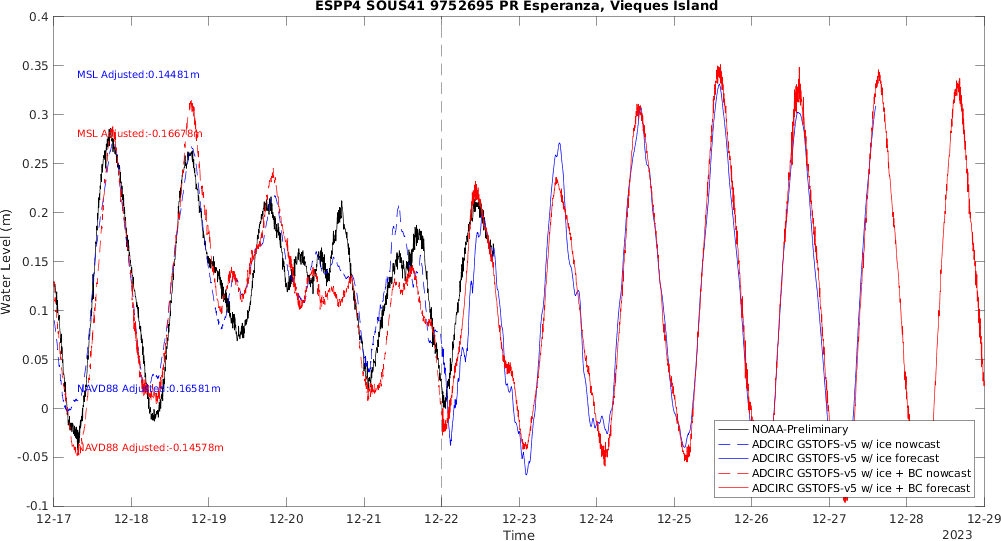 ESPP4 SOUS41 9752695 PR Esperanza, Vieques Island
0.4
0.35
0.3
0.25
0.2
0.15
0.1
0.05
0
-0.05
-0.1
Water Level (m)
MSL Adjusted:0.14481m
MSL Adjusted:-0.16678m
NAVD88 Adjusted:0.16581m
NAVD88 Adjusted:-0.14578m
NOAA-Preliminary
ADCIRC GSTOFS-v5 w/ ice nowcast
ADCIRC GSTOFS-v5 w/ ice forecast
ADCIRC GSTOFS-v5 w/ ice + BC nowcast
ADCIRC GSTOFS-v5 w/ ice + BC forecast
12-17 12-18 12-19 12-20 12-21 12-22 12-23 12-24 12-25 12-26 12-27 12-28 12-29
Time
2023